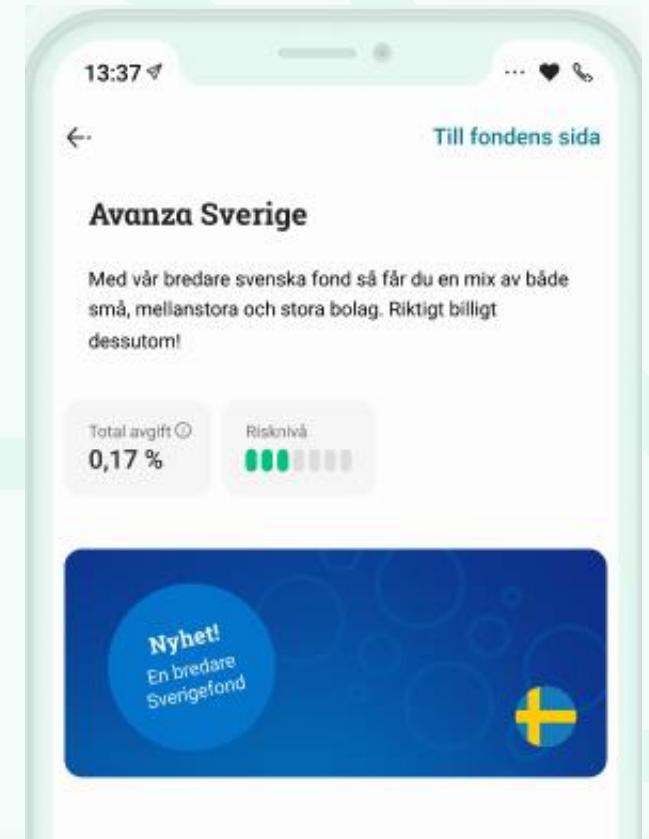 13:37
Till fondens sida
Avanza Sverige
Med vår bredare svenska fond så får du en mix av både
små, mellanstora och stora bolag. Riktigt billigt
dessutom!
Total avgift
Risknivå
0,17 %
Nyhet!
En bredare
Sverigefond